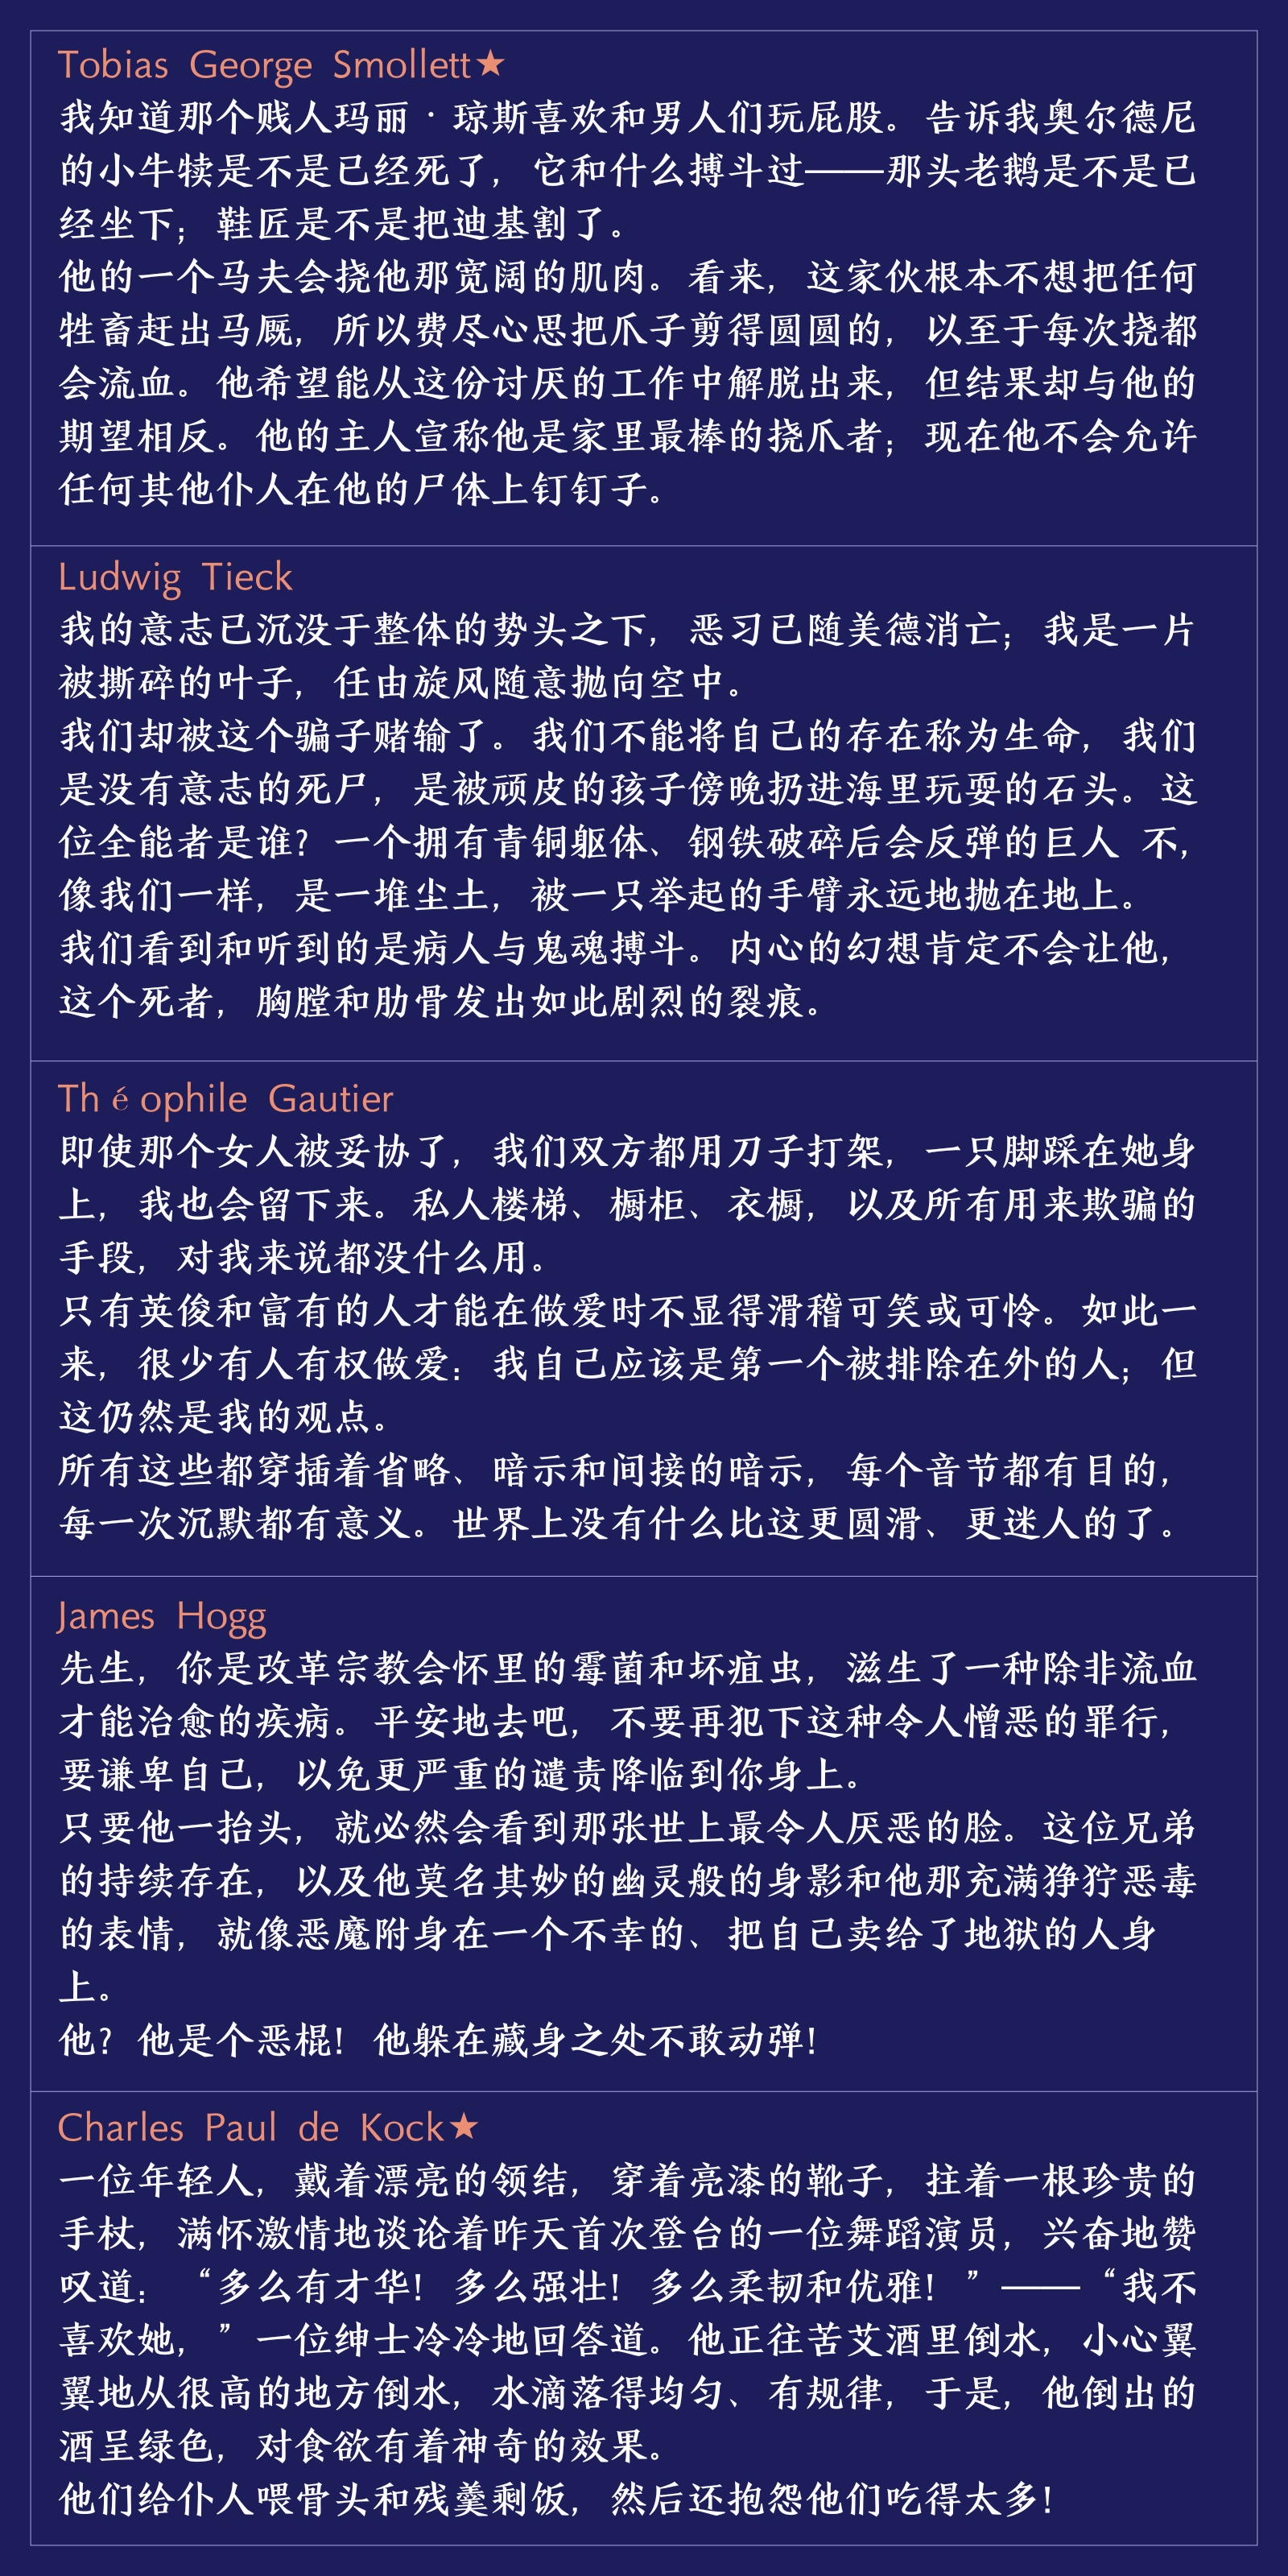 Tobias George Smollett★
我知道那个贱人玛丽·琼斯喜欢和男人们玩屁股。告诉我奥尔德尼
的小牛犊是不是已经死了，它和什么搏斗过——那头老鹅是不是已
经坐下；鞋匠是不是把迪基割了。
他的一个马夫会挠他那宽阔的肌肉。看来，这家伙根本不想把任何
牲畜赶出马厩，所以费尽心思把爪子剪得圆圆的，以至于每次挠都
会流血。他希望能从这份讨厌的工作中解脱出来，但结果却与他的
期望相反。他的主人宣称他是家里最棒的挠爪者；现在他不会允许
任何其他仆人在他的尸体上钉钉子。
Ludwig Tieck
我的意志已沉没于整体的势头之下，恶习已随美德消亡；我是一片
被撕碎的叶子，任由旋风随意抛向空中。
我们却被这个骗子赌输了。我们不能将自己的存在称为生命，我们
是没有意志的死尸，是被顽皮的孩子傍晚扔进海里玩耍的石头。这
位全能者是谁？一个拥有青铜躯体、钢铁破碎后会反弹的巨人 不，
像我们一样，是一堆尘土，被一只举起的手臂永远地抛在地上。
我们看到和听到的是病人与鬼魂搏斗。内心的幻想肯定不会让他，
这个死者，胸膛和肋骨发出如此剧烈的裂痕。
Théophile Gautier
即使那个女人被妥协了，我们双方都用刀子打架，一只脚踩在她身
上，我也会留下来。私人楼梯、橱柜、衣橱，以及所有用来欺骗的
手段，对我来说都没什么用。
只有英俊和富有的人才能在做爱时不显得滑稽可笑或可怜。如此一
来，很少有人有权做爱：我自己应该是第一个被排除在外的人；但
这仍然是我的观点。
所有这些都穿插着省略、暗示和间接的暗示，每个音节都有目的，
每一次沉默都有意义。世界上没有什么比这更圆滑、更迷人的了。
James Hogg
先生，你是改革宗教会怀里的霉菌和坏疽虫，滋生了一种除非流血
才能治愈的疾病。平安地去吧，不要再犯下这种令人憎恶的罪行，
要谦卑自己，以免更严重的谴责降临到你身上。
只要他一抬头，就必然会看到那张世上最令人厌恶的脸。这位兄弟
的持续存在，以及他莫名其妙的幽灵般的身影和他那充满狰狞恶毒
的表情，就像恶魔附身在一个不幸的、把自己卖给了地狱的人身
上。
他？他是个恶棍！他躲在藏身之处不敢动弹！
Charles Paul de Kock★
一位年轻人，戴着漂亮的领结，穿着亮漆的靴子，拄着一根珍贵的
手杖，满怀激情地谈论着昨天首次登台的一位舞蹈演员，兴奋地赞
叹道：“多么有才华！多么强壮！多么柔韧和优雅！”——“我不
喜欢她，”一位绅士冷冷地回答道。他正往苦艾酒里倒水，小心翼
翼地从很高的地方倒水，水滴落得均匀、有规律，于是，他倒出的
酒呈绿色，对食欲有着神奇的效果。
他们给仆人喂骨头和残羹剩饭，然后还抱怨他们吃得太多！